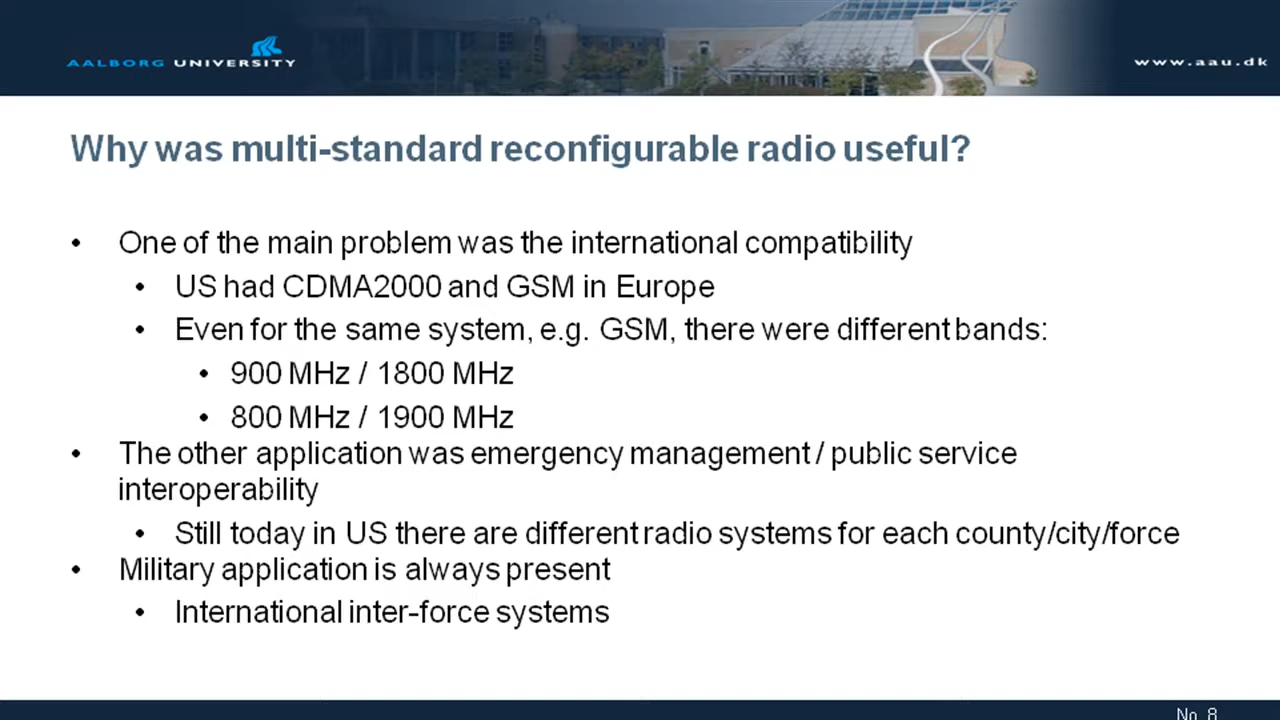 AALBORG UNIVERSITY
www.aau.dk
Why was multi-standard reconfigurable radio useful?
• One of the main problem was the international compatibility
• US had CDMA2000 and GSM in Europe
• Even for the same system, e.g. GSM, there were different bands:
• 900 MHz / 1800 MHz
• 800 MHz / 1900 MHz
• The other application was emergency management / public service
interoperability
• Still today in US there are different radio systems for each county/city/force
• Military application is always present
• International inter-force systems
No. 8